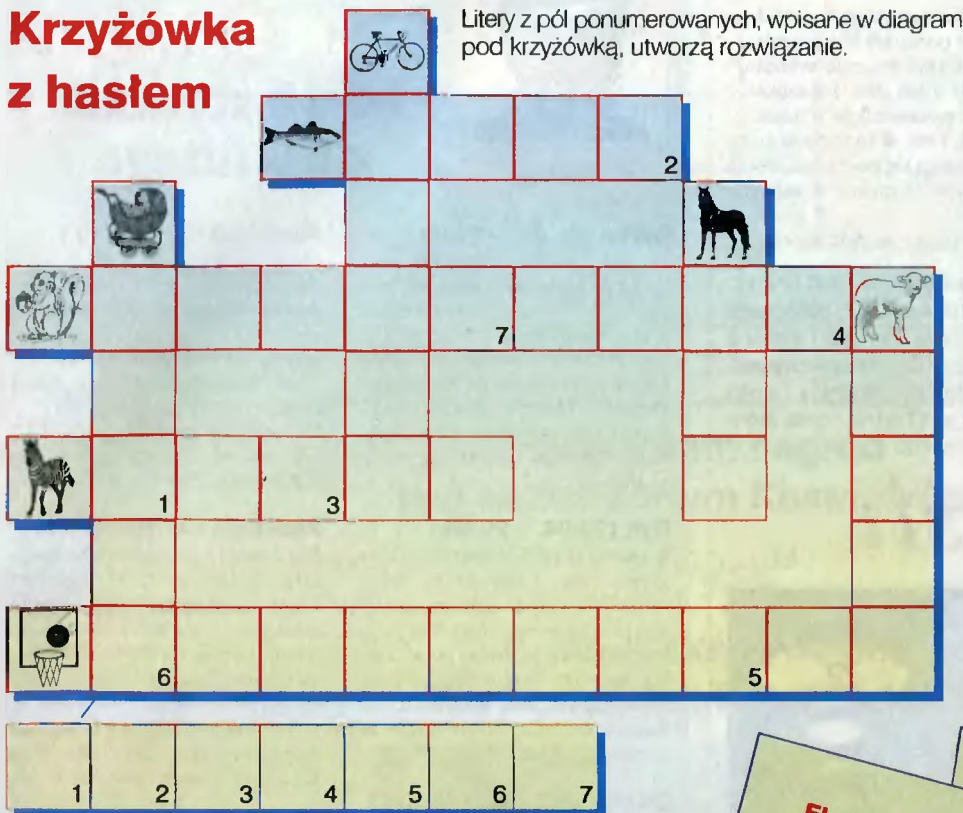 Krzyżówka
z hasłem
Litery z pól ponumerowanych, wpisane w diagram
pod krzyżówką, utworzą rozwiązanie.
2
7
4
1
3
6
5
1 2 3 4 5 6 7